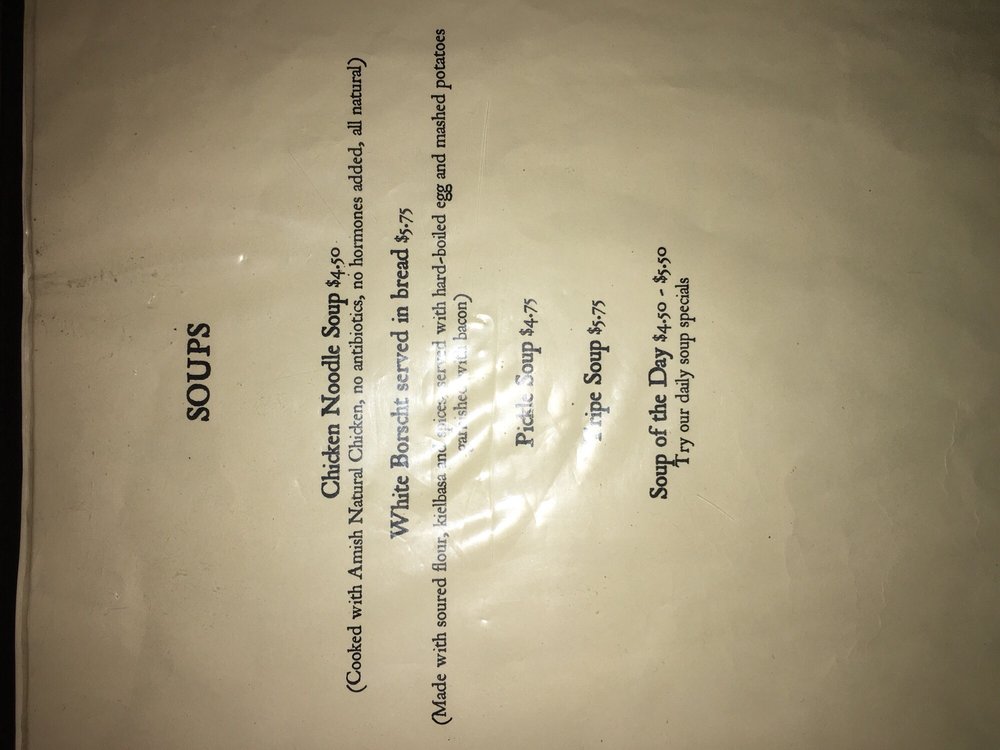 SOUPS
Chicken Noodle Soup $4.50
(Cooked with Amish Natural Chicken, no antibiotics, no hormones added, all natural)
White Borscht served in bread $5.75
(Made with soured flour, kielbasa and spices, served with hard-boiled egg and mashed potatoes
garnished with bacon)
Pickle Soup $4.75
Tripe Soup $5.75
Soup of the Day $4.50 - $5.50
Try our daily soup specials